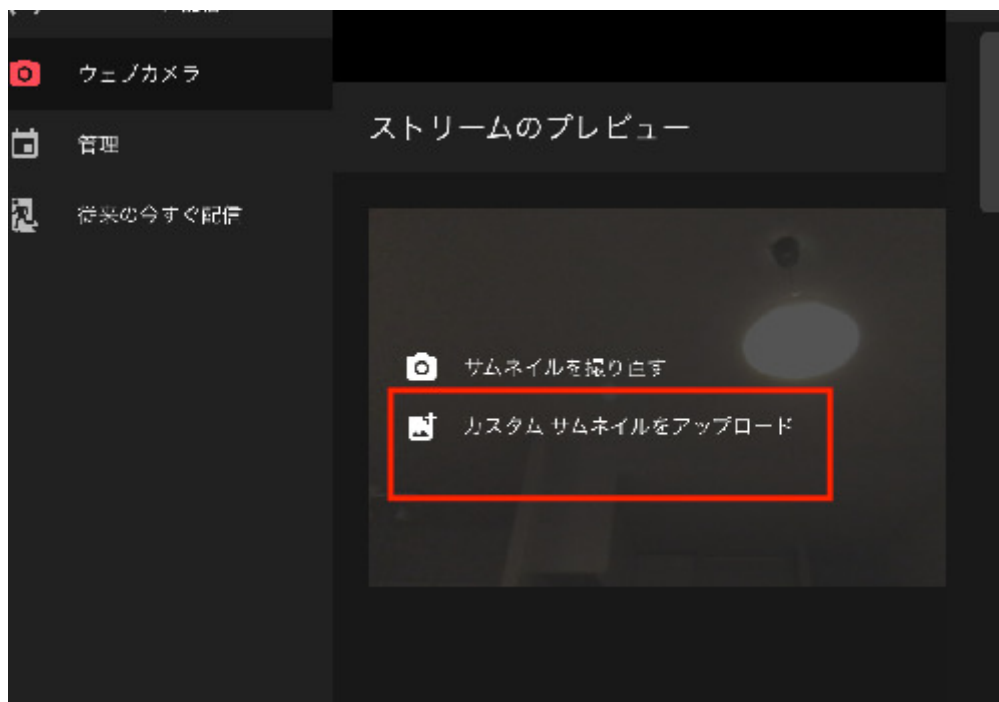 ウェブカメラ
管理
従来の今すぐ配信
ストリームのプレビュー
サムネイルを撮り直す
カスタム サムネイルをアップロード